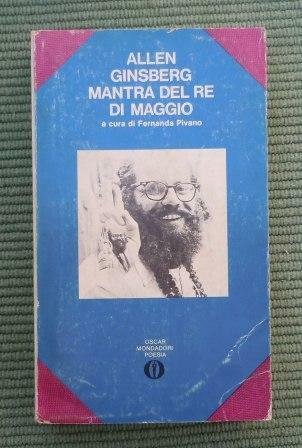 ALLEN
GINSBERG
MANTRA DEL RE
DI MAGGIO
a cura di Fernanda Pivano
OSCAR
MONDADORI
POESIA